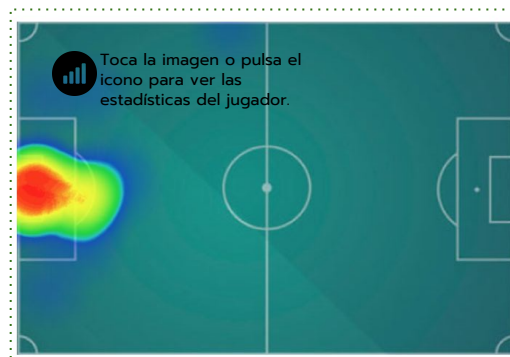 Toca la imagen o pulsa el
icono para ver las
estadísticas del jugador.